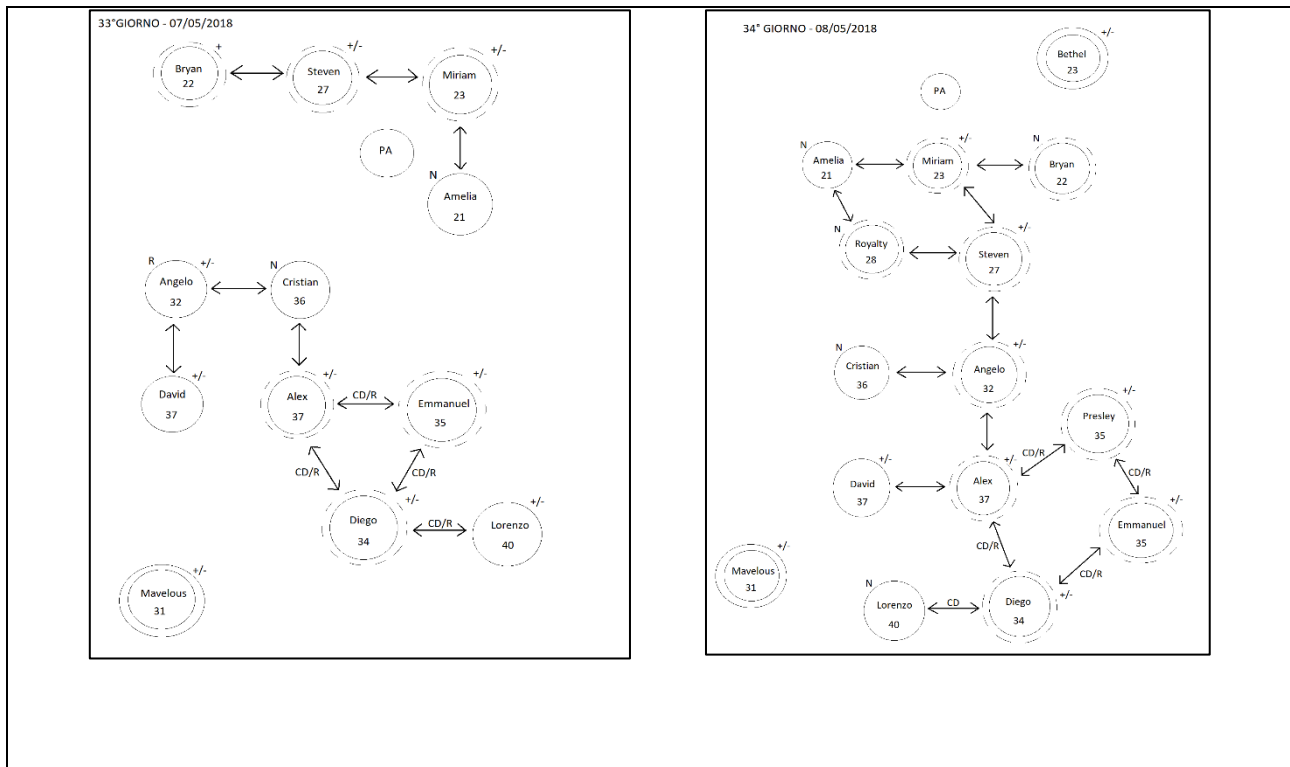 33°GIORNO - 07/05/2018
+
Bryan
22
+/-
Steven
27
+/-
Miriam
23
PA
N
Amelia
21
R
+/-
Angelo
32
N
Cristian
36
+/-
David
37
+/-
Alex
37
CD/R
+/-
Emmanuel
35
CD/R
CD/R
+/-
Diego
34
CD/R
+/-
Lorenzo
40
+/-
Mavelous
31
34° GIORNO - 08/05/2018
+/-
Bethel
23
PA
N
Amelia
21
+/-
Miriam
23
N
Bryan
22
N
Royalty
28
+/-
Steven
27
N
Cristian
36
+/-
Angelo
32
+/-
Presley
35
CD/R
CD/R
+/-
David
37
+/-
Alex
37
+/-
Emmanuel
35
CD/R
CD/R
+/-
Mavelous
31
N
Lorenzo
40
CD
+/-
Diego
34